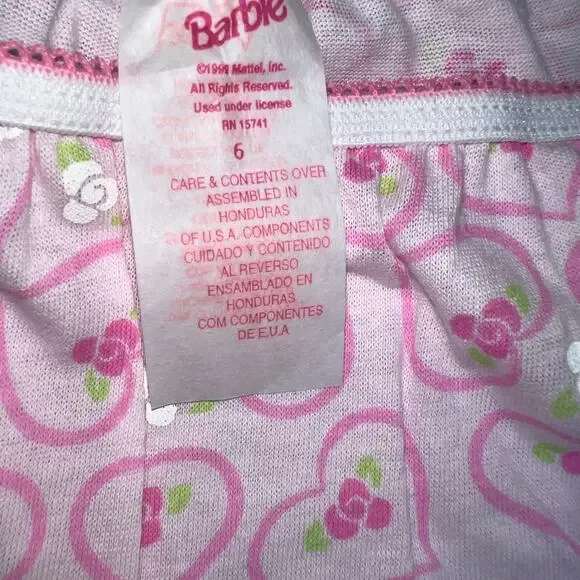 Barbie
©1999 Mattel, Inc.
All Rights Reserved.
Used under license
RN 15741
6
CARE & CONTENTS OVER
ASSEMBLED IN
HONDURAS
OF U.S.A. COMPONENTS
CUIDADO Y CONTENIDO
AL REVERSO
ENSAMBLADO EN
HONDURAS
COM COMPONENTES
DE E.U.A